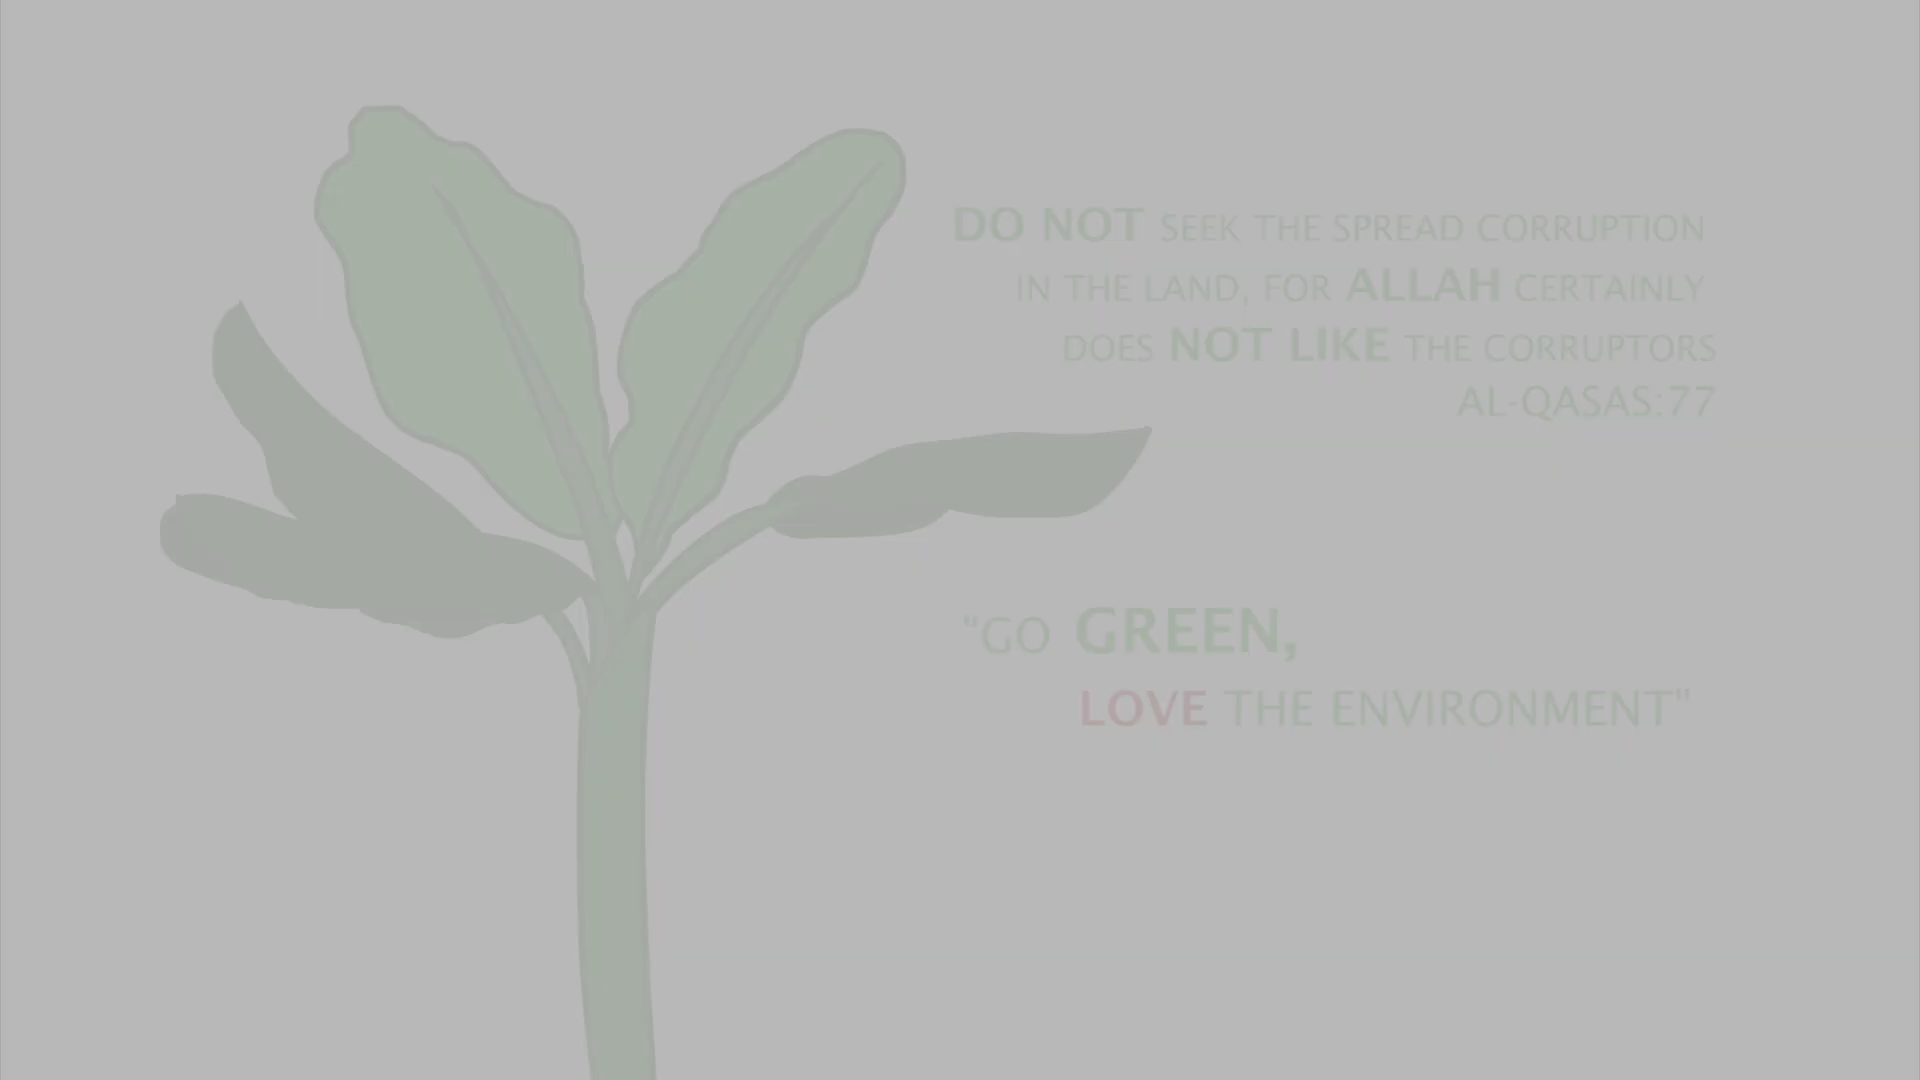 DO NOT SEEK THE SPREAD CORRUPTION
IN THE LAND, FOR ALLAH CERTAINLY
DOES NOT LIKE THE CORRUPTORS
AL-QASAS:77
"GO GREEN,
LOVE THE ENVIRONMENT"